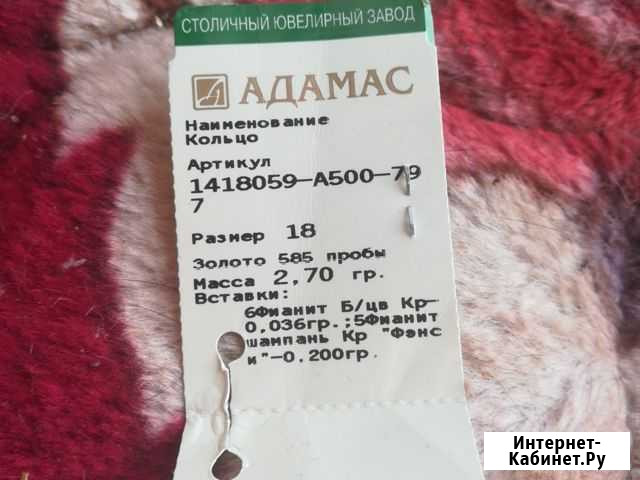 СТОЛИЧНЫЙ ЮВЕЛИРНЫЙ ЗАВОД
АДАМАС
Наименование
Кольцо
Артикул
1418059-А500-79
7
Размер 18
Золото 585 пробы
Масса 2,70 гр.
Вставки:
6Фианит Б/цв Кр-
0,036гр.;5Фианит
шампань Кр "Фэнс
и"-0,200гр.
Интернет-
Кабинет.Ру